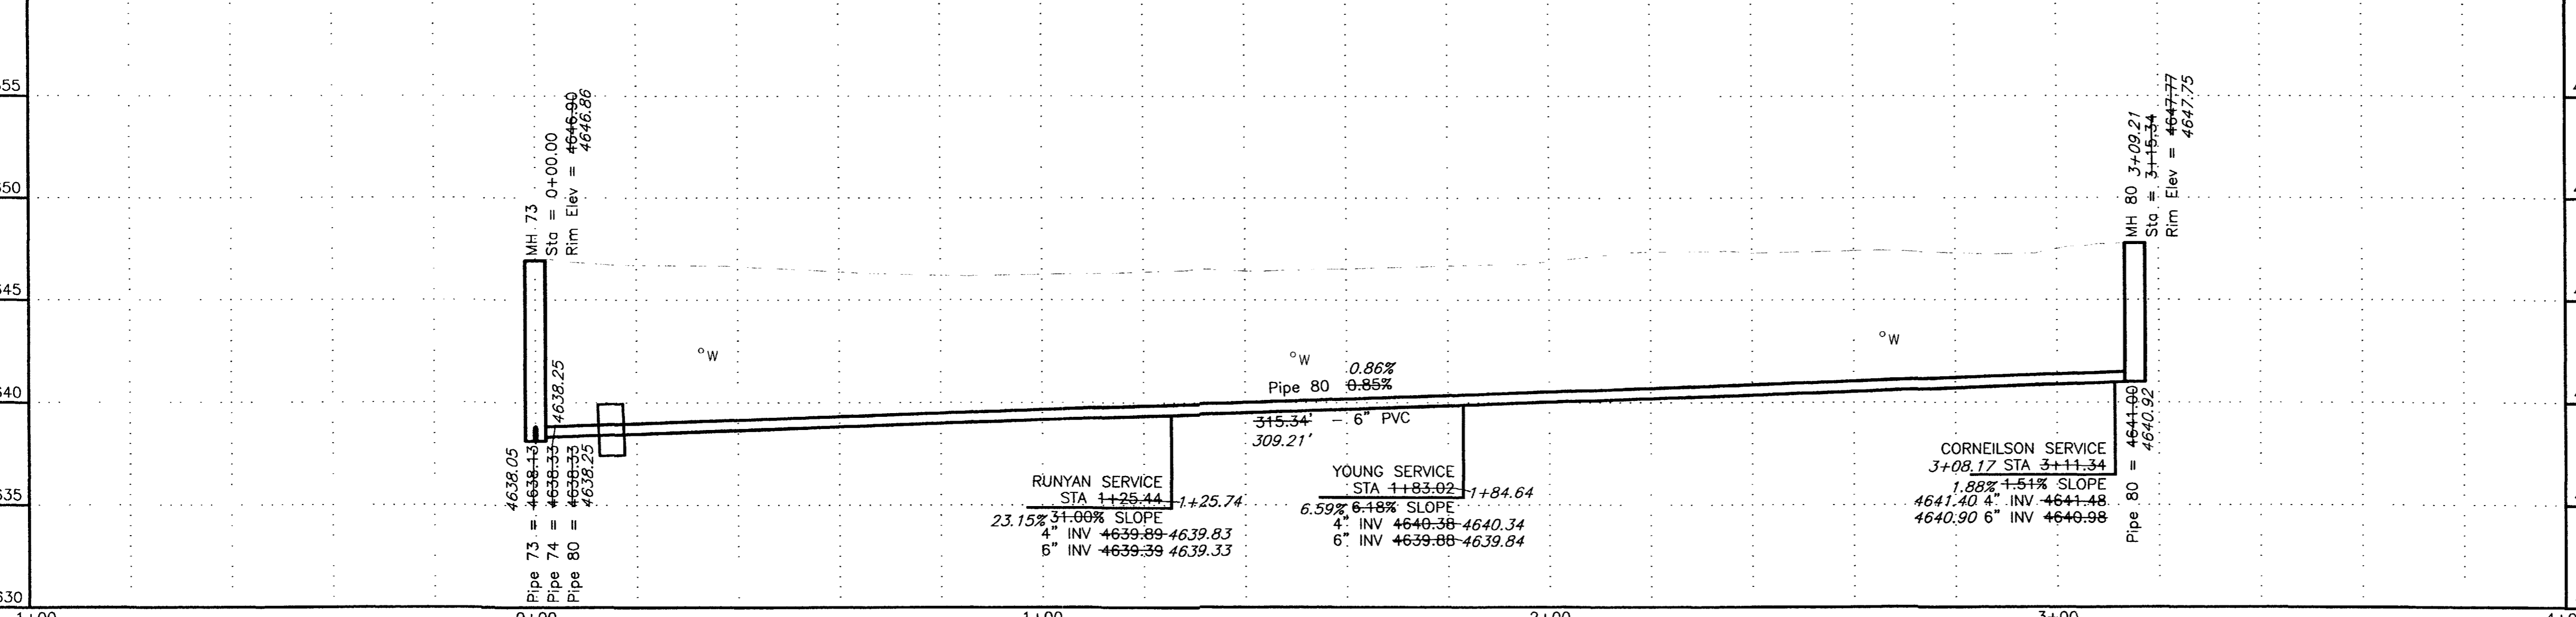 55
50
45
40
35
30
MH 73
Sta = 0+00.00
Rim Elev = 4646.90
4646.86
4638.25
4638.05
Pipe 73 = 4638.13
Pipe 74 = 4638.33
Pipe 80 = 4638.33
4638.25
°W
°W
°W
0.86%
Pipe 80 0.85%
315.34' – 6" PVC
309.21'
RUNYAN SERVICE
STA 1+25.44 1+25.74
23.15% 31.00% SLOPE
4" INV 4639.89 4639.83
6" INV 4639.39 4639.33
YOUNG SERVICE
STA 1+83.02 1+84.64
6.59% 6.18% SLOPE
4" INV 4640.38 4640.34
6" INV 4639.88 4639.84
CORNEILSON SERVICE
3+08.17 STA 3+11.34
1.88% 1.51% SLOPE
4641.40 4" INV 4641.48
4640.90 6" INV 4640.98
MH 80 3+09.21
Sta = 3+15.34
Rim Elev = 4647.77
4647.75
Pipe 80 = 4641.00
4640.92
1+00
0+00
1+00
2+00
3+00